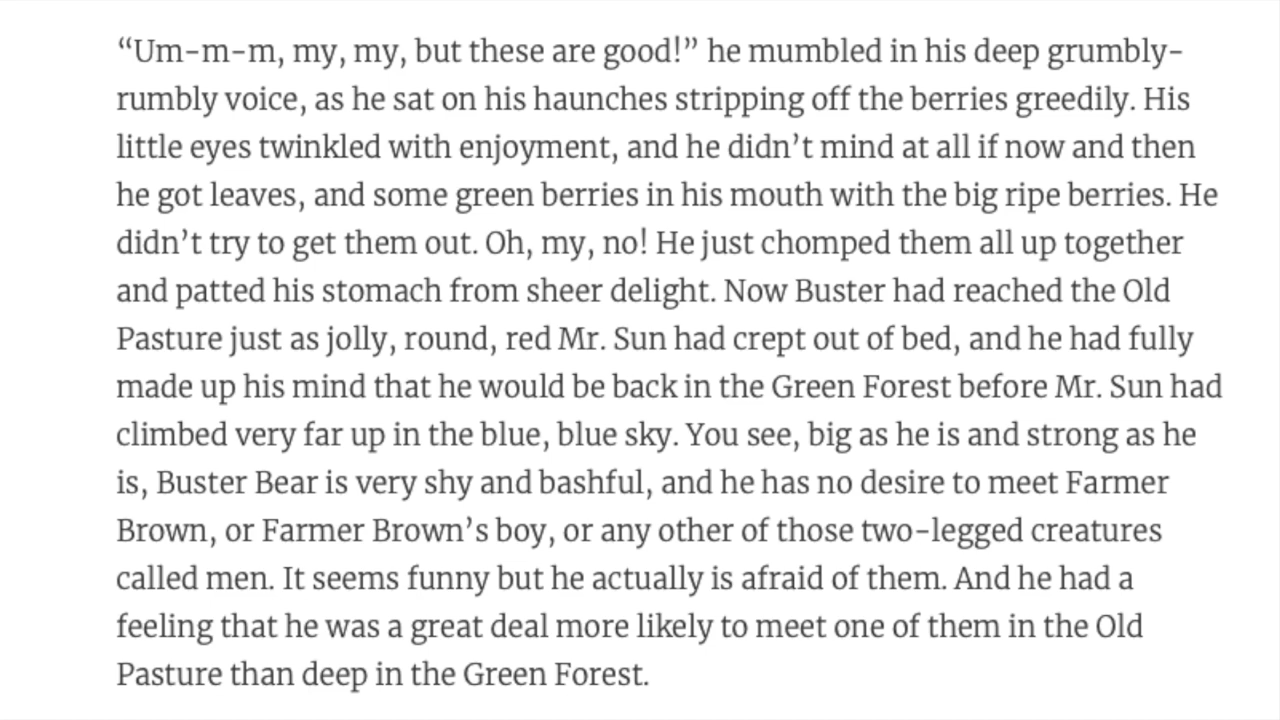 “Um-m-m, my, my, but these are good!” he mumbled in his deep grumbly-
rumbly voice, as he sat on his haunches stripping off the berries greedily. His
little eyes twinkled with enjoyment, and he didn’t mind at all if now and then
he got leaves, and some green berries in his mouth with the big ripe berries. He
didn’t try to get them out. Oh, my, no! He just chomped them all up together
and patted his stomach from sheer delight. Now Buster had reached the Old
Pasture just as jolly, round, red Mr. Sun had crept out of bed, and he had fully
made up his mind that he would be back in the Green Forest before Mr. Sun had
climbed very far up in the blue, blue sky. You see, big as he is and strong as he
is, Buster Bear is very shy and bashful, and he has no desire to meet Farmer
Brown, or Farmer Brown’s boy, or any other of those two-legged creatures
called men. It seems funny but he actually is afraid of them. And he had a
feeling that he was a great deal more likely to meet one of them in the Old
Pasture than deep in the Green Forest.